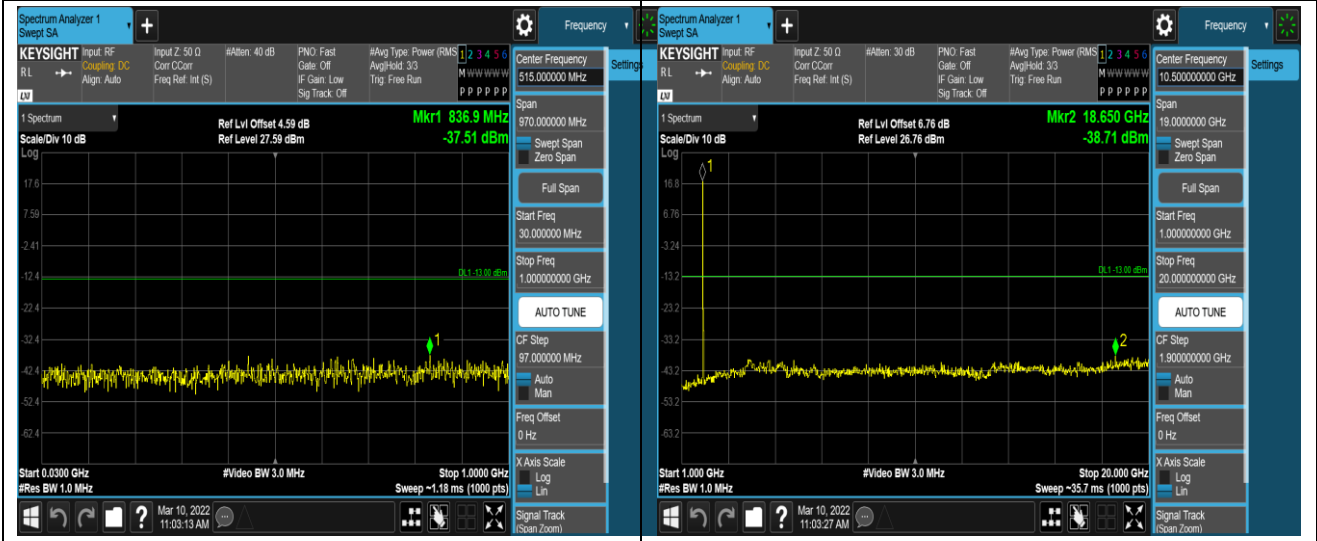 Spectrum Analyzer 1
Swept SA
+
Frequency
KEYSIGHT
RL
LXI
Input: RF
Coupling: DC
Align: Auto
Input Z: 50 Ω
Corr CCorr
Freq Ref: Int (S)
#Atten: 40 dB
PNO: Fast
Gate: Off
IF Gain: Low
Sig Track: Off
#Avg Type: Power (RMS
Avg|Hold: 3/3
Trig: Free Run
1 2 3 4 5 6
M W W W W W
P P P P P P
Center Frequency
515.000000 MHz
Settings
Span
970.000000 MHz
Swept Span
Zero Span
Full Span
Start Freq
30.000000 MHz
Stop Freq
1.000000000 GHz
AUTO TUNE
CF Step
97.000000 MHz
Auto
Man
Freq Offset
0 Hz
X Axis Scale
Log
Lin
Signal Track
(Span Zoom)
1 Spectrum
Scale/Div 10 dB
Log
Ref Lvl Offset 4.59 dB
Ref Level 27.59 dBm
Mkr1 836.9 MHz
-37.51 dBm
17.6
7.59
-2.41
-12.4
DL1 -13.00 dBm
-22.4
-32.4
1
-42.4
-52.4
-62.4
Start 0.0300 GHz
#Res BW 1.0 MHz
#Video BW 3.0 MHz
Stop 1.0000 GHz
Sweep ~1.18 ms (1000 pts)
?
Mar 10, 2022
11:03:13 AM
Spectrum Analyzer 1
Swept SA
+
Frequency
KEYSIGHT
RL
LXI
Input: RF
Coupling: DC
Align: Auto
Input Z: 50 Ω
Corr CCorr
Freq Ref: Int (S)
#Atten: 30 dB
PNO: Fast
Gate: Off
IF Gain: Low
Sig Track: Off
#Avg Type: Power (RMS
Avg|Hold: 3/3
Trig: Free Run
1 2 3 4 5 6
M W W W W W
P P P P P P
Center Frequency
10.500000000 GHz
Settings
Span
19.0000000 GHz
Swept Span
Zero Span
Full Span
Start Freq
1.000000000 GHz
Stop Freq
20.000000000 GHz
AUTO TUNE
CF Step
1.900000000 GHz
Auto
Man
Freq Offset
0 Hz
X Axis Scale
Log
Lin
Signal Track
(Span Zoom)
1 Spectrum
Scale/Div 10 dB
Log
Ref Lvl Offset 6.76 dB
Ref Level 26.76 dBm
Mkr2 18.650 GHz
-38.71 dBm
1
16.8
6.76
-3.24
-13.2
DL1 -13.00 dBm
-23.2
-33.2
2
-43.2
-53.2
-63.2
Start 1.000 GHz
#Res BW 1.0 MHz
#Video BW 3.0 MHz
Stop 20.000 GHz
Sweep ~35.7 ms (1000 pts)
?
Mar 10, 2022
11:03:27 AM